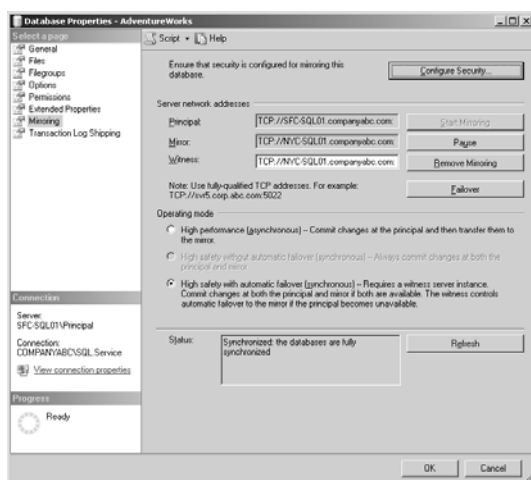 Database Properties - AdventureWorks
Select a page
General
Files
Filegroups
Options
Permissions
Extended Properties
Mirroring
Transaction Log Shipping
Script
Help
Ensure that security is configured for mirroring this
database.
Configure Security...
Server network addresses
Principal:
TCP://SFC-SQL01.companyabc.com:
Start Mirroring
Mirror:
TCP://NYC-SQL01.companyabc.com:
Pause
Witness:
TCP://NYC-SQL01.companyabc.com:
Remove Mirroring
Note: Use fully-qualified TCP addresses. For example:
TCP://svr5.corp.abc.com:5022
Failover
Operating mode
High performance (asynchronous) – Commit changes at the principal and then transfer them to
the mirror.
High safety without automatic failover (synchronous) – Always commit changes at both the
principal and mirror.
High safety with automatic failover (synchronous) – Requires a witness server instance.
Commit changes at both the principal and mirror if both are available. The witness controls
automatic failover to the mirror if the principal becomes unavailable.
Connection
Server:
SFC-SQL01\Principal
Connection:
COMPANYABC\SQL.Service
View connection properties
Status:
Synchronized: the databases are fully
synchronized
Refresh
Progress
Ready
OK
Cancel